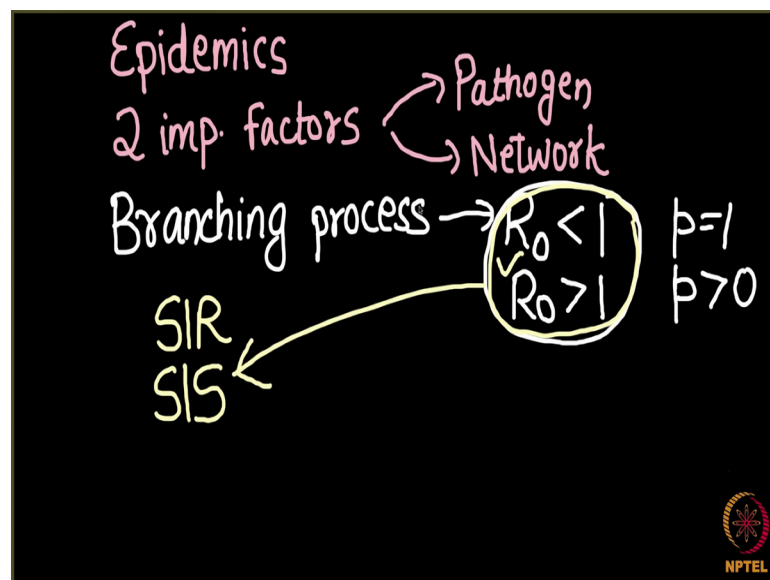 Epidemics
2 imp. factors → Pathogen
→ Network
Branching process → R₀ < 1 p=1
R₀ > 1 p>0
SIR
SIS
NPTEL